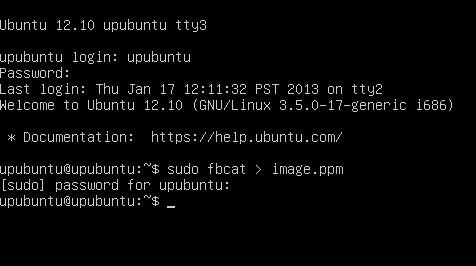 Ubuntu 12.10 upubuntu tty3
upubuntu login: upubuntu
Password:
Last login: Thu Jan 17 12:11:32 PST 2013 on tty2
Welcome to Ubuntu 12.10 (GNU/Linux 3.5.0-17-generic i686)
* Documentation:  https://help.ubuntu.com/
upubuntu@upubuntu:~$ sudo fbcat > image.ppm
[sudo] password for upubuntu:
upubuntu@upubuntu:~$ _